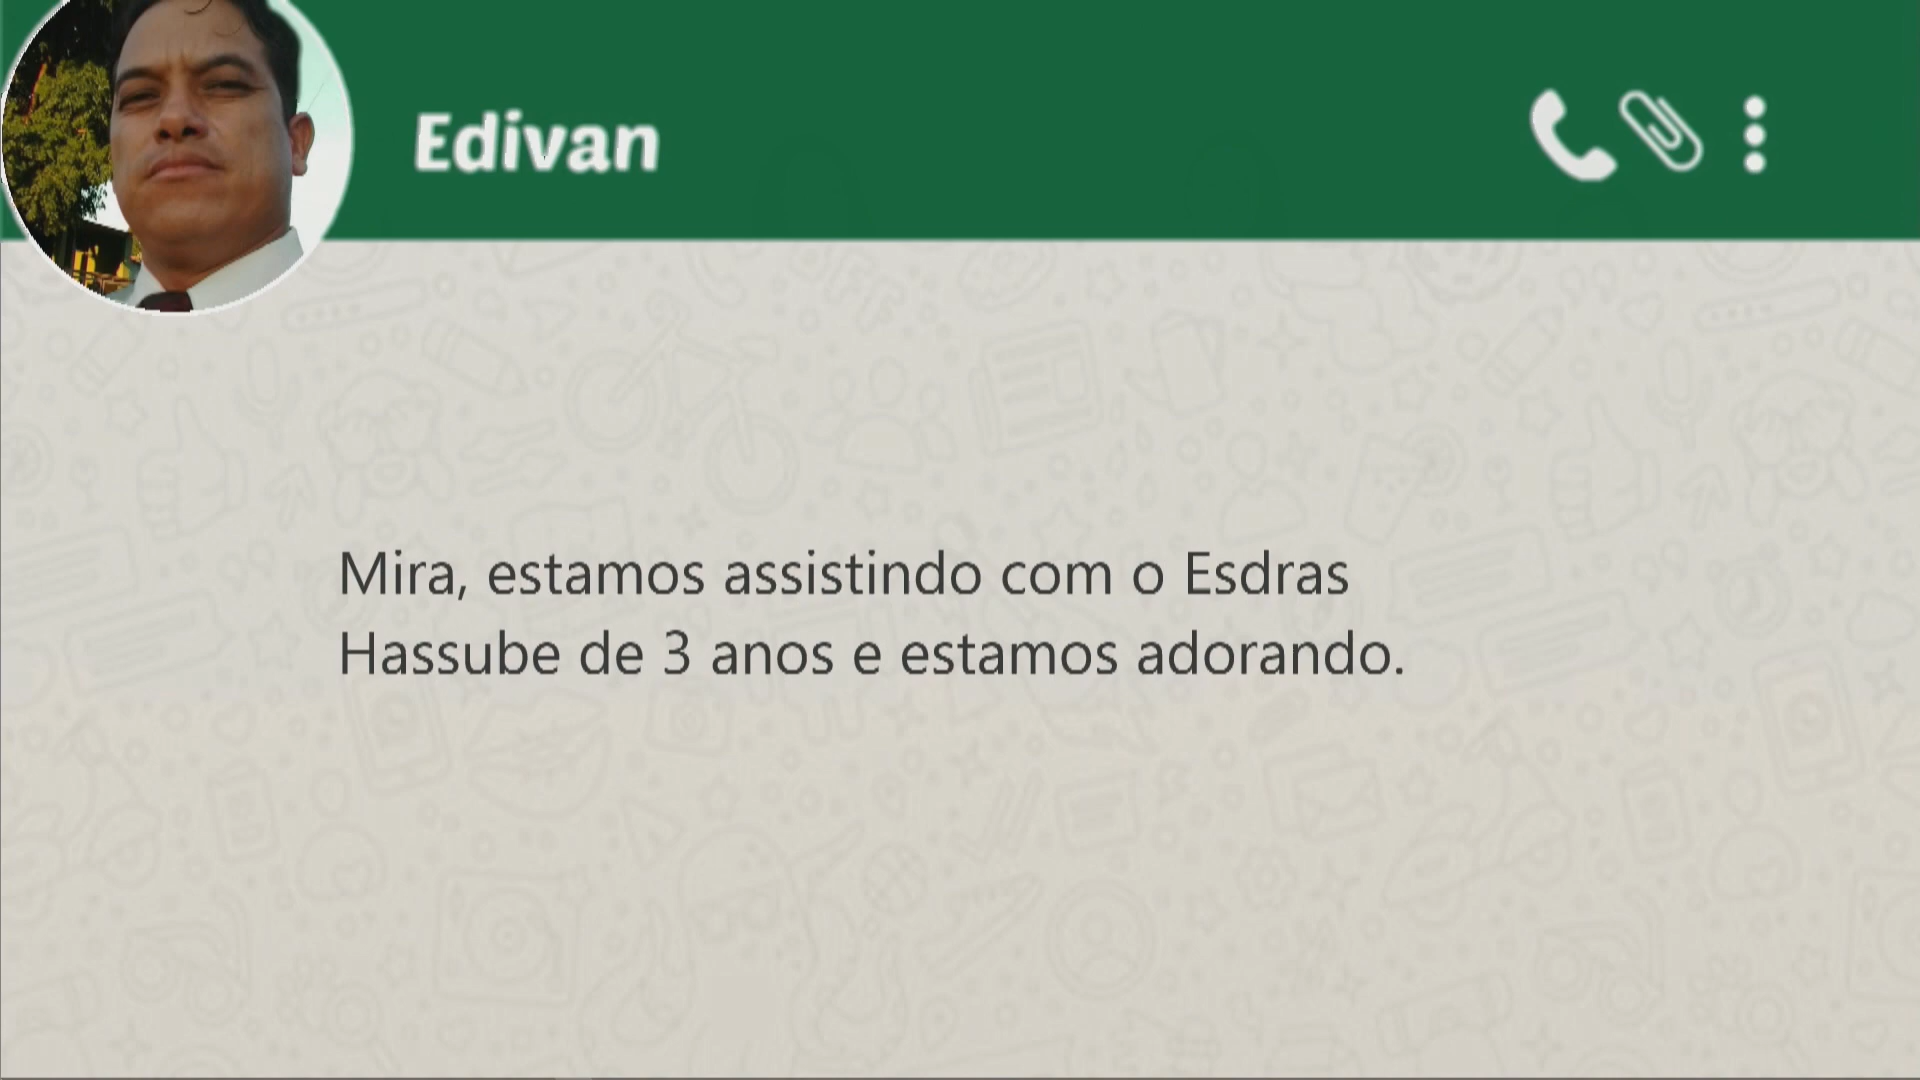 Edivan
Mira, estamos assistindo com o Esdras
Hassube de 3 anos e estamos adorando.